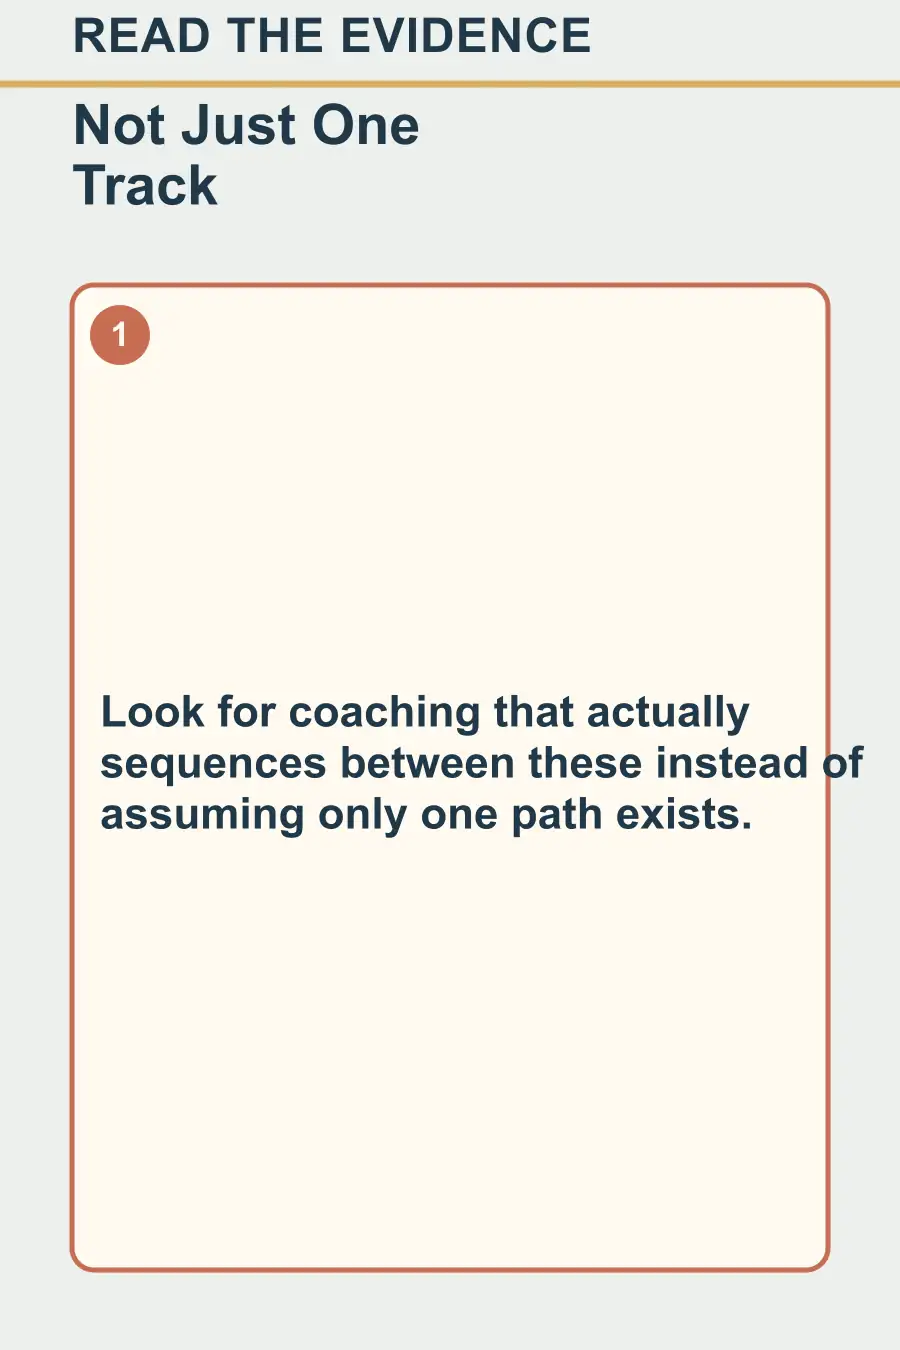 READ THE EVIDENCE
Not Just One
Track
1
Look for coaching that actually
sequences between these instead of
assuming only one path exists.